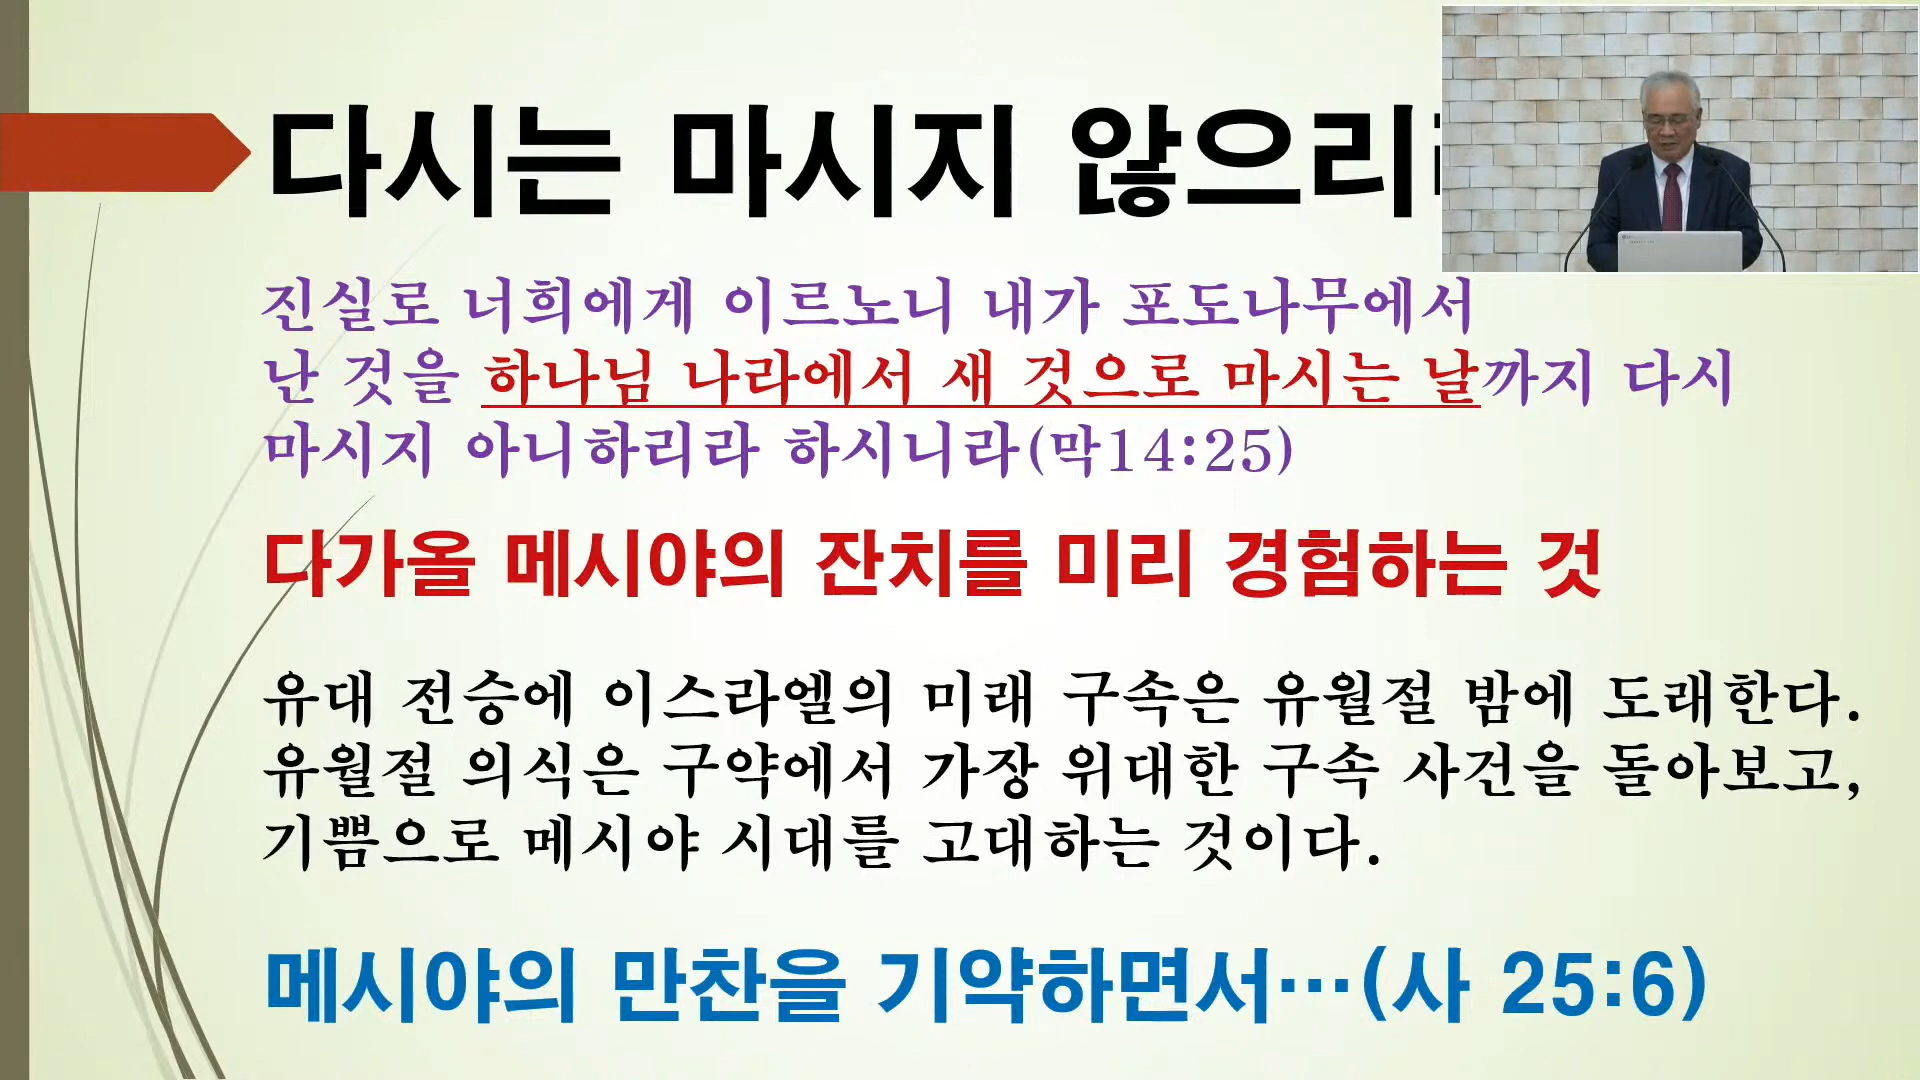 다시는 마시지 않으리
진실로 너희에게 이르노니 내가 포도나무에서
난 것을 하나님 나라에서 새 것으로 마시는 날까지 다시
마시지 아니하리라 하시니라(막14:25)
다가올 메시야의 잔치를 미리 경험하는 것
유대 전승에 이스라엘의 미래 구속은 유월절 밤에 도래한다.
유월절 의식은 구약에서 가장 위대한 구속 사건을 돌아보고,
기쁨으로 메시야 시대를 고대하는 것이다.
메시야의 만찬을 기약하면서…(사 25:6)